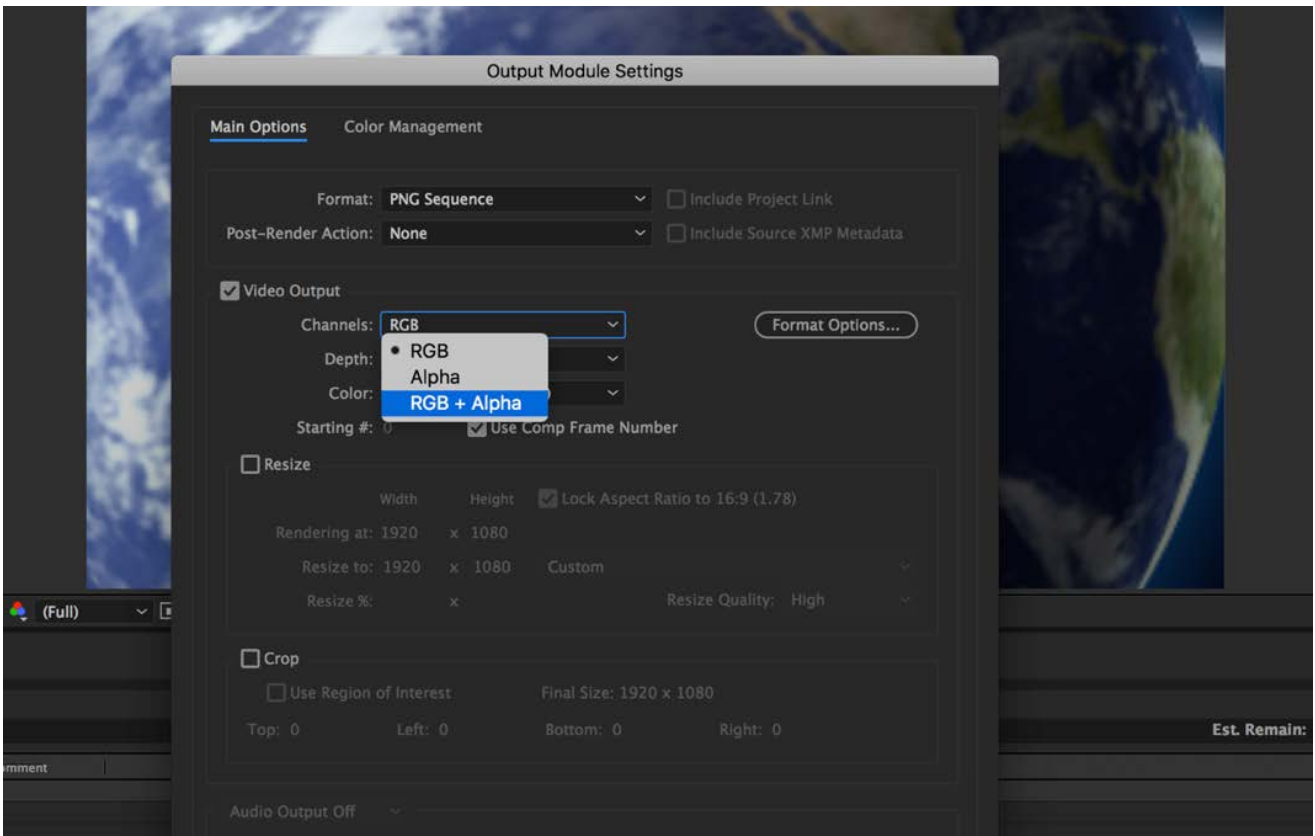 Output Module Settings
Main Options Color Management
Format: PNG Sequence Include Project Link
Post-Render Action: None Include Source XMP Metadata
Video Output
Channels: RGB Format Options...
• RGB
Depth:
Alpha
Color:
RGB + Alpha
Starting #: 0 Use Comp Frame Number
Resize
Width Height Lock Aspect Ratio to 16:9 (1.78)
Rendering at: 1920 x 1080
Resize to: 1920 x 1080 Custom
Resize %: x Resize Quality: High
(Full)
Crop
Use Region of Interest Final Size: 1920 x 1080
Top: 0 Left: 0 Bottom: 0 Right: 0
Est. Remain:
omment
Audio Output Off